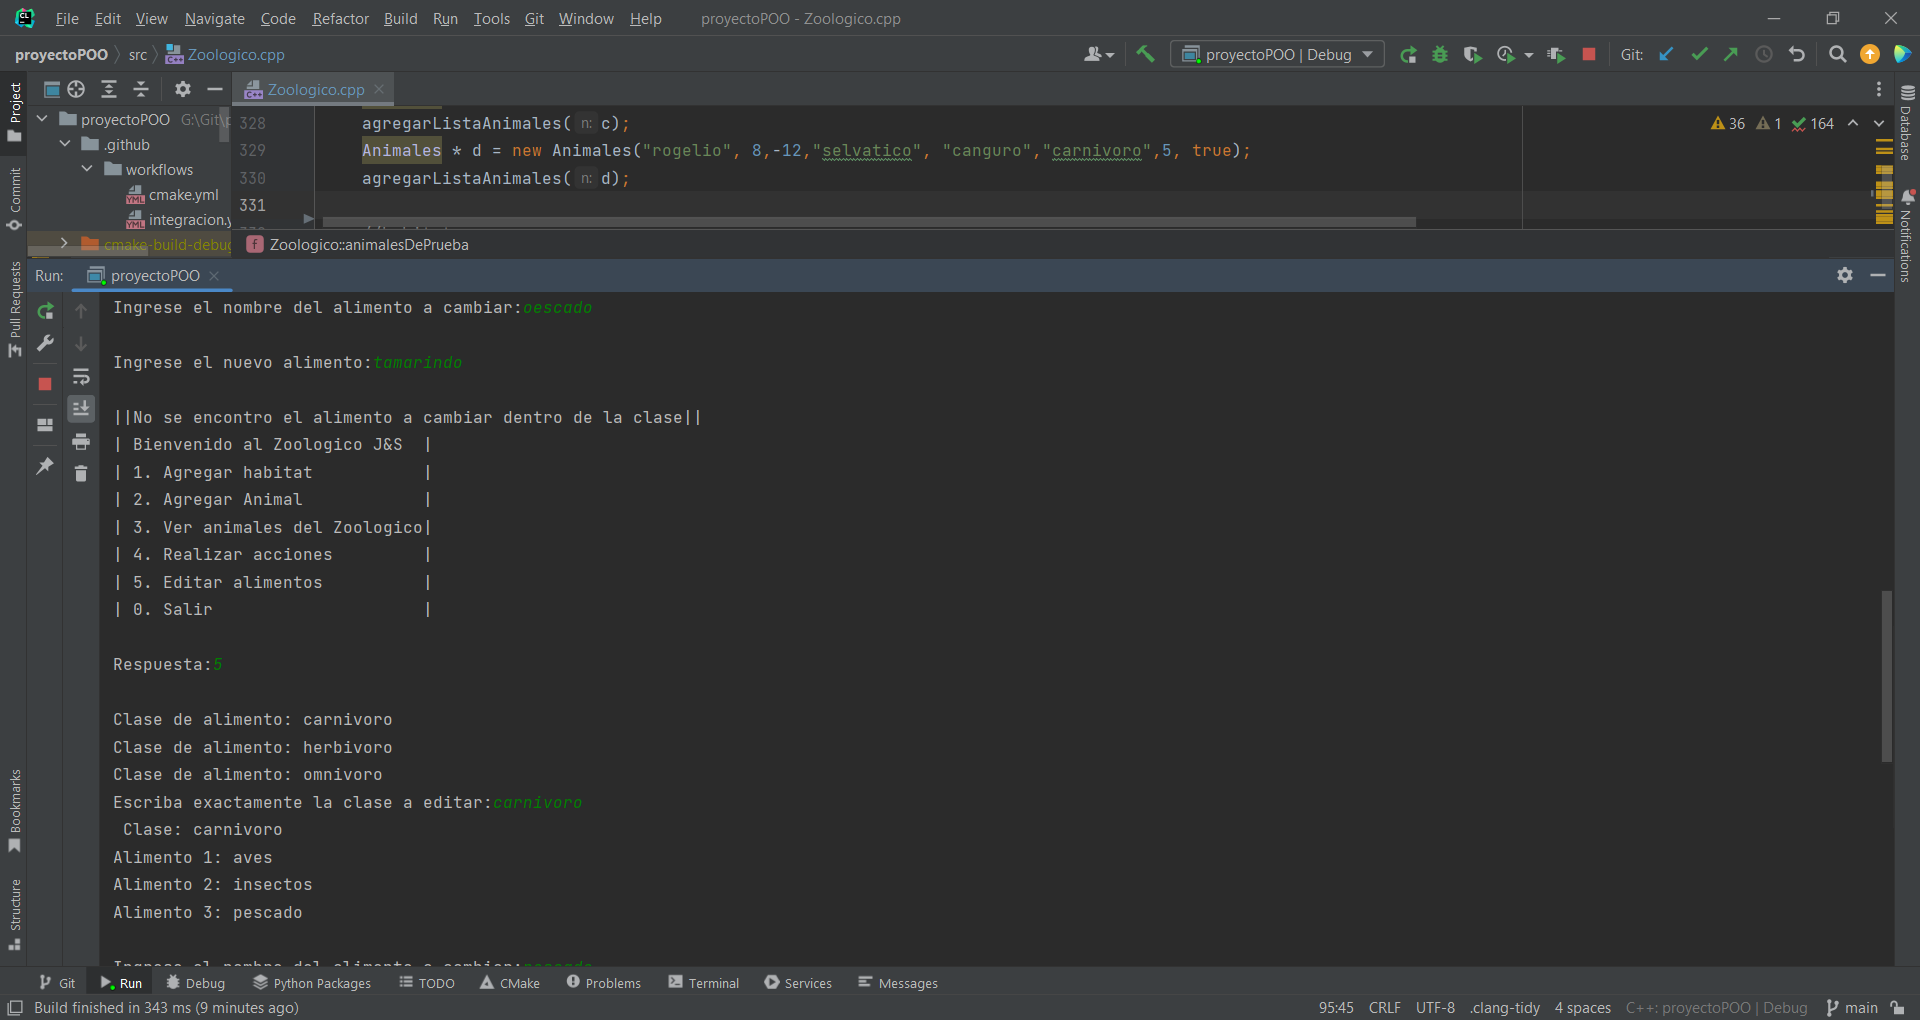 File Edit View Navigate Code Refactor Build Run Tools Git Window Help proyectoPOO - Zoologico.cpp
proyectoPOO src Zoologico.cpp proyectoPOO | Debug Git:
Project
Commit
Pull Requests
Bookmarks
Structure
Zoologico.cpp
proyectoPOO G:\Git\p
.github
workflows
cmake.yml
integracion.y
cmake-build-debug
328 agregarListaAnimales( n: c);
329 Animales * d = new Animales("rogelio", 8,-12,"selvatico", "canguro","carnivoro",5, true);
330 agregarListaAnimales( n: d);
331
36 1 164
f Zoologico::animalesDePrueba
Database
Notifications
Run: proyectoPOO
Ingrese el nombre del alimento a cambiar:oescado
Ingrese el nuevo alimento:tamarindo
||No se encontro el alimento a cambiar dentro de la clase||
| Bienvenido al Zoologico J&S |
| 1. Agregar habitat |
| 2. Agregar Animal |
| 3. Ver animales del Zoologico|
| 4. Realizar acciones |
| 5. Editar alimentos |
| 0. Salir |
Respuesta:5
Clase de alimento: carnivoro
Clase de alimento: herbivoro
Clase de alimento: omnivoro
Escriba exactamente la clase a editar:carnivoro
Clase: carnivoro
Alimento 1: aves
Alimento 2: insectos
Alimento 3: pescado
Ingrese el nombre del alimento a cambiar:pescado
Git Run Debug Python Packages TODO CMake Problems Terminal Services Messages
Build finished in 343 ms (9 minutes ago) 95:45 CRLF UTF-8 .clang-tidy 4 spaces C++: proyectoPOO | Debug main